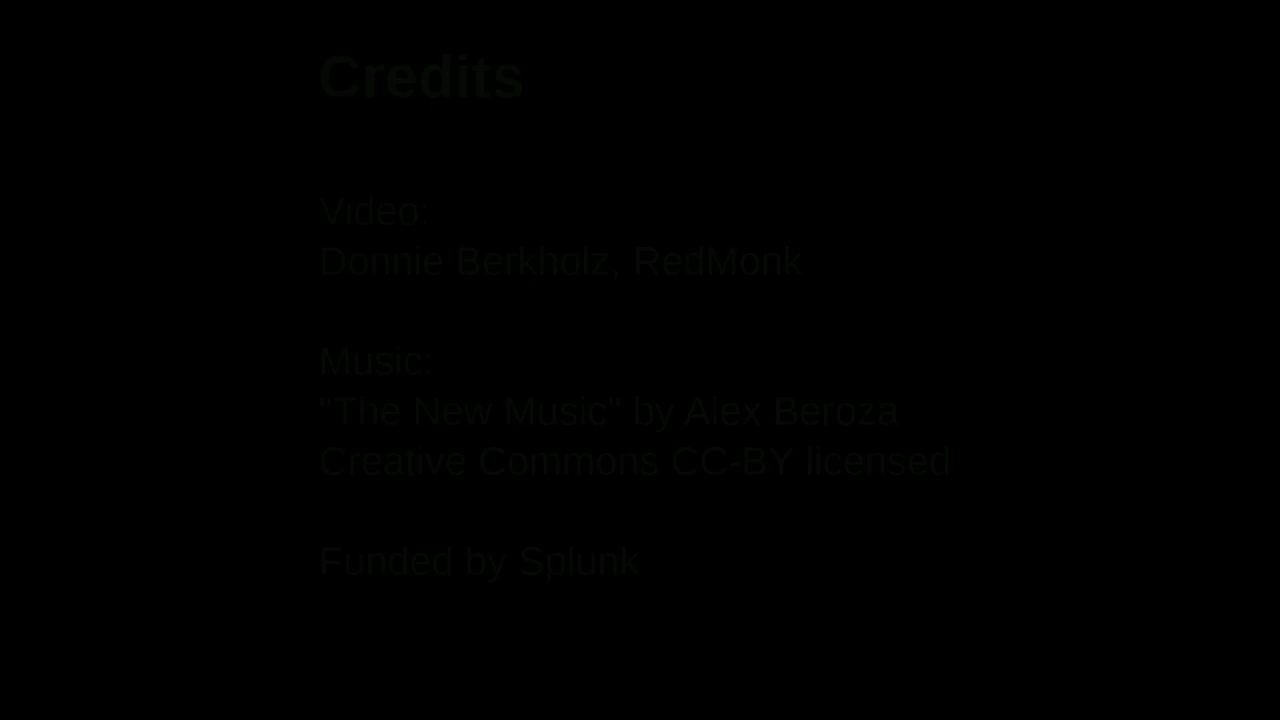 Credits
Video:
Donnie Berkholz, RedMonk
Music:
"The New Music" by Alex Beroza
Creative Commons CC-BY licensed
Funded by Splunk